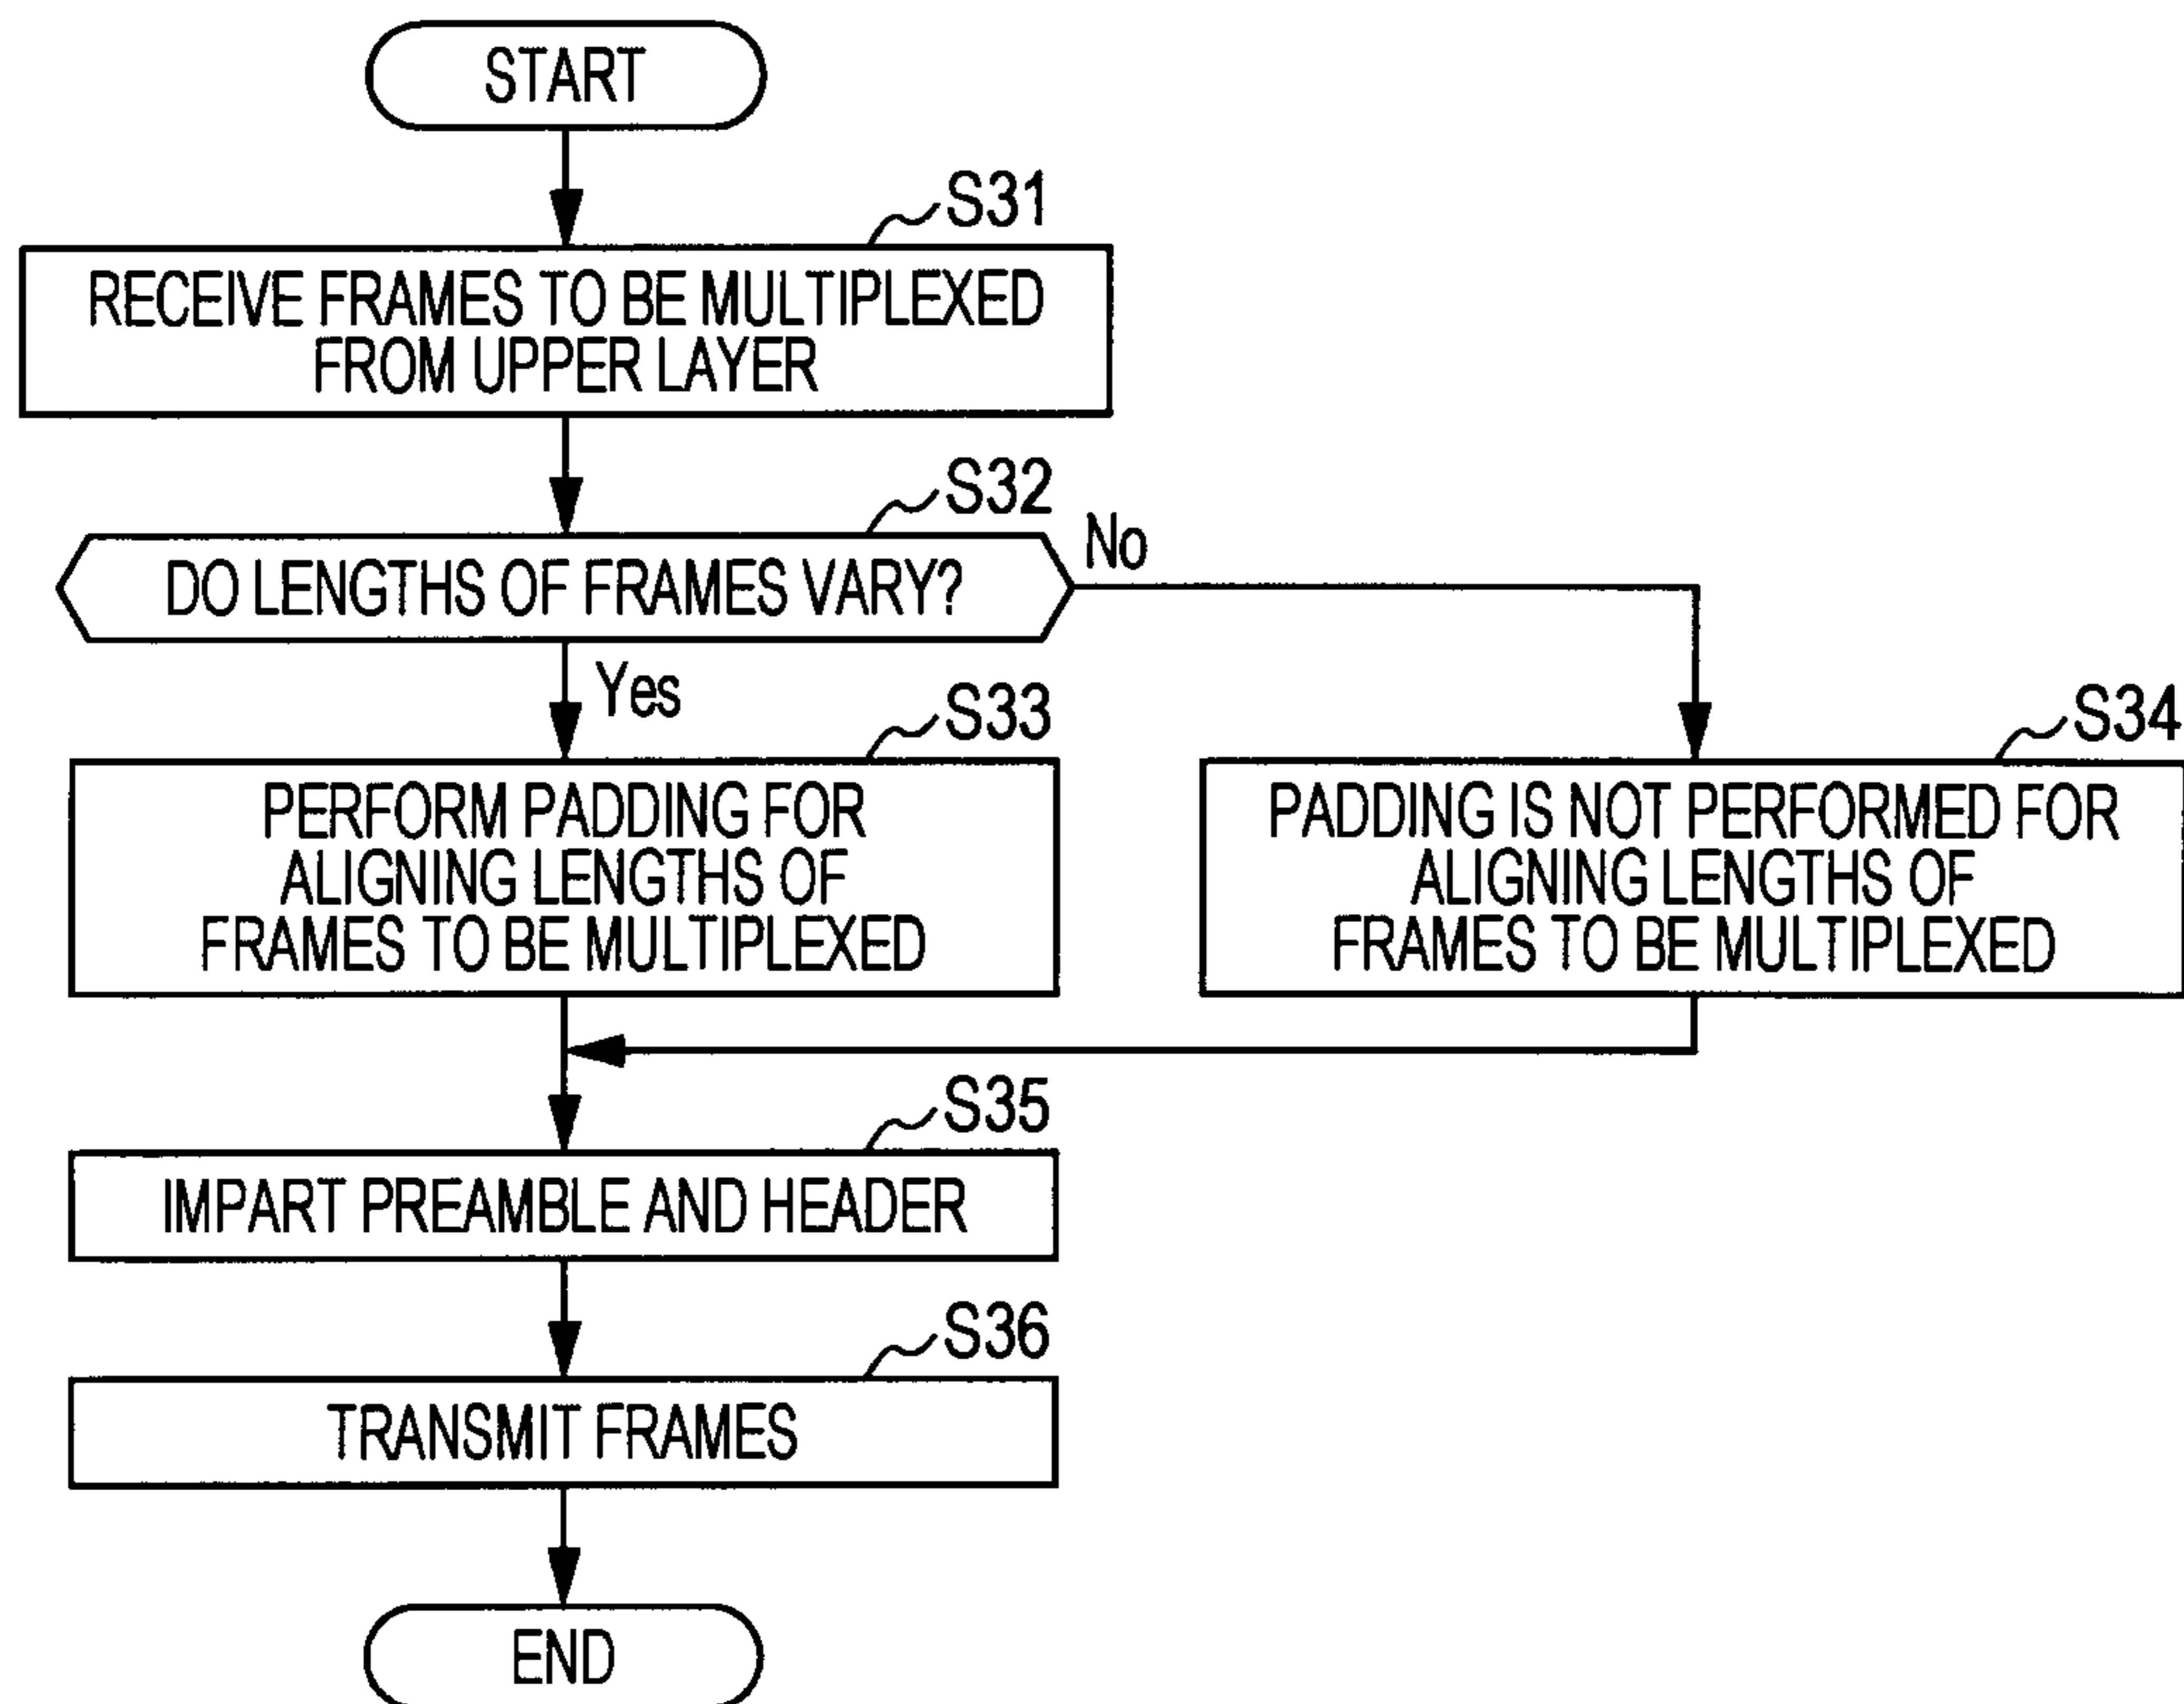 START
S31
RECEIVE FRAMES TO BE MULTIPLEXED
FROM UPPER LAYER
S32
DO LENGTHS OF FRAMES VARY?
No
Yes
S33
PERFORM PADDING FOR
ALIGNING LENGTHS OF
FRAMES TO BE MULTIPLEXED
S34
PADDING IS NOT PERFORMED FOR
ALIGNING LENGTHS OF
FRAMES TO BE MULTIPLEXED
S35
IMPART PREAMBLE AND HEADER
S36
TRANSMIT FRAMES
END